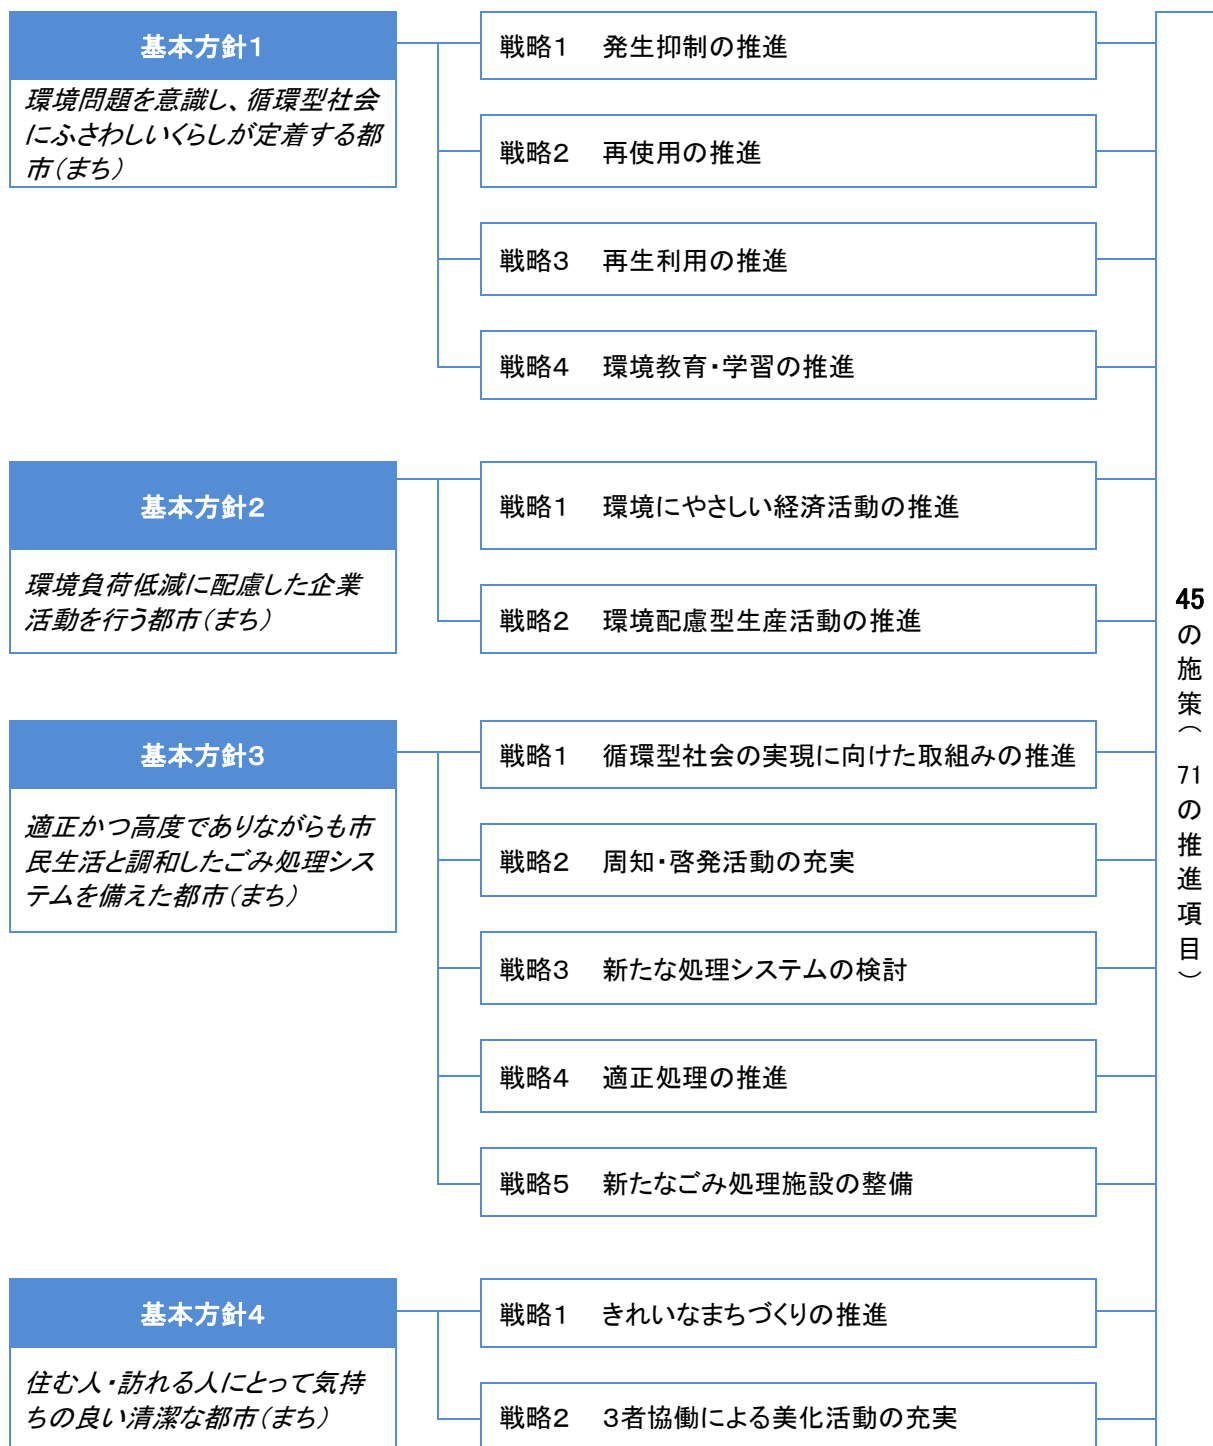 基本方針1
環境問題を意識し、循環型社会
にふさわしいくらしが定着する都
市（まち）
戦略1　発生抑制の推進
戦略2　再使用の推進
戦略3　再生利用の推進
戦略4　環境教育・学習の推進
基本方針2
環境負荷低減に配慮した企業
活動を行う都市（まち）
戦略1　環境にやさしい経済活動の推進
戦略2　環境配慮型生産活動の推進
基本方針3
適正かつ高度でありながらも市
民生活と調和したごみ処理シス
テムを備えた都市（まち）
戦略1　循環型社会の実現に向けた取組みの推進
戦略2　周知・啓発活動の充実
戦略3　新たな処理システムの検討
戦略4　適正処理の推進
戦略5　新たなごみ処理施設の整備
基本方針4
住む人・訪れる人にとって気持
ちの良い清潔な都市（まち）
戦略1　きれいなまちづくりの推進
戦略2　3者協働による美化活動の充実
45の施策（71の推進項目）